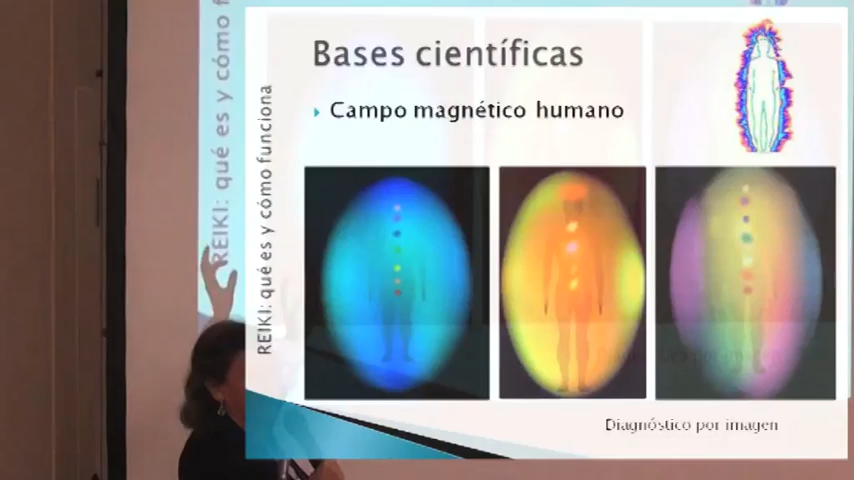 Bases científicas
Campo magnético humano
REIKI: qué es y cómo funciona
REIKI: qué es y cómo f
Diagnóstico por imagen